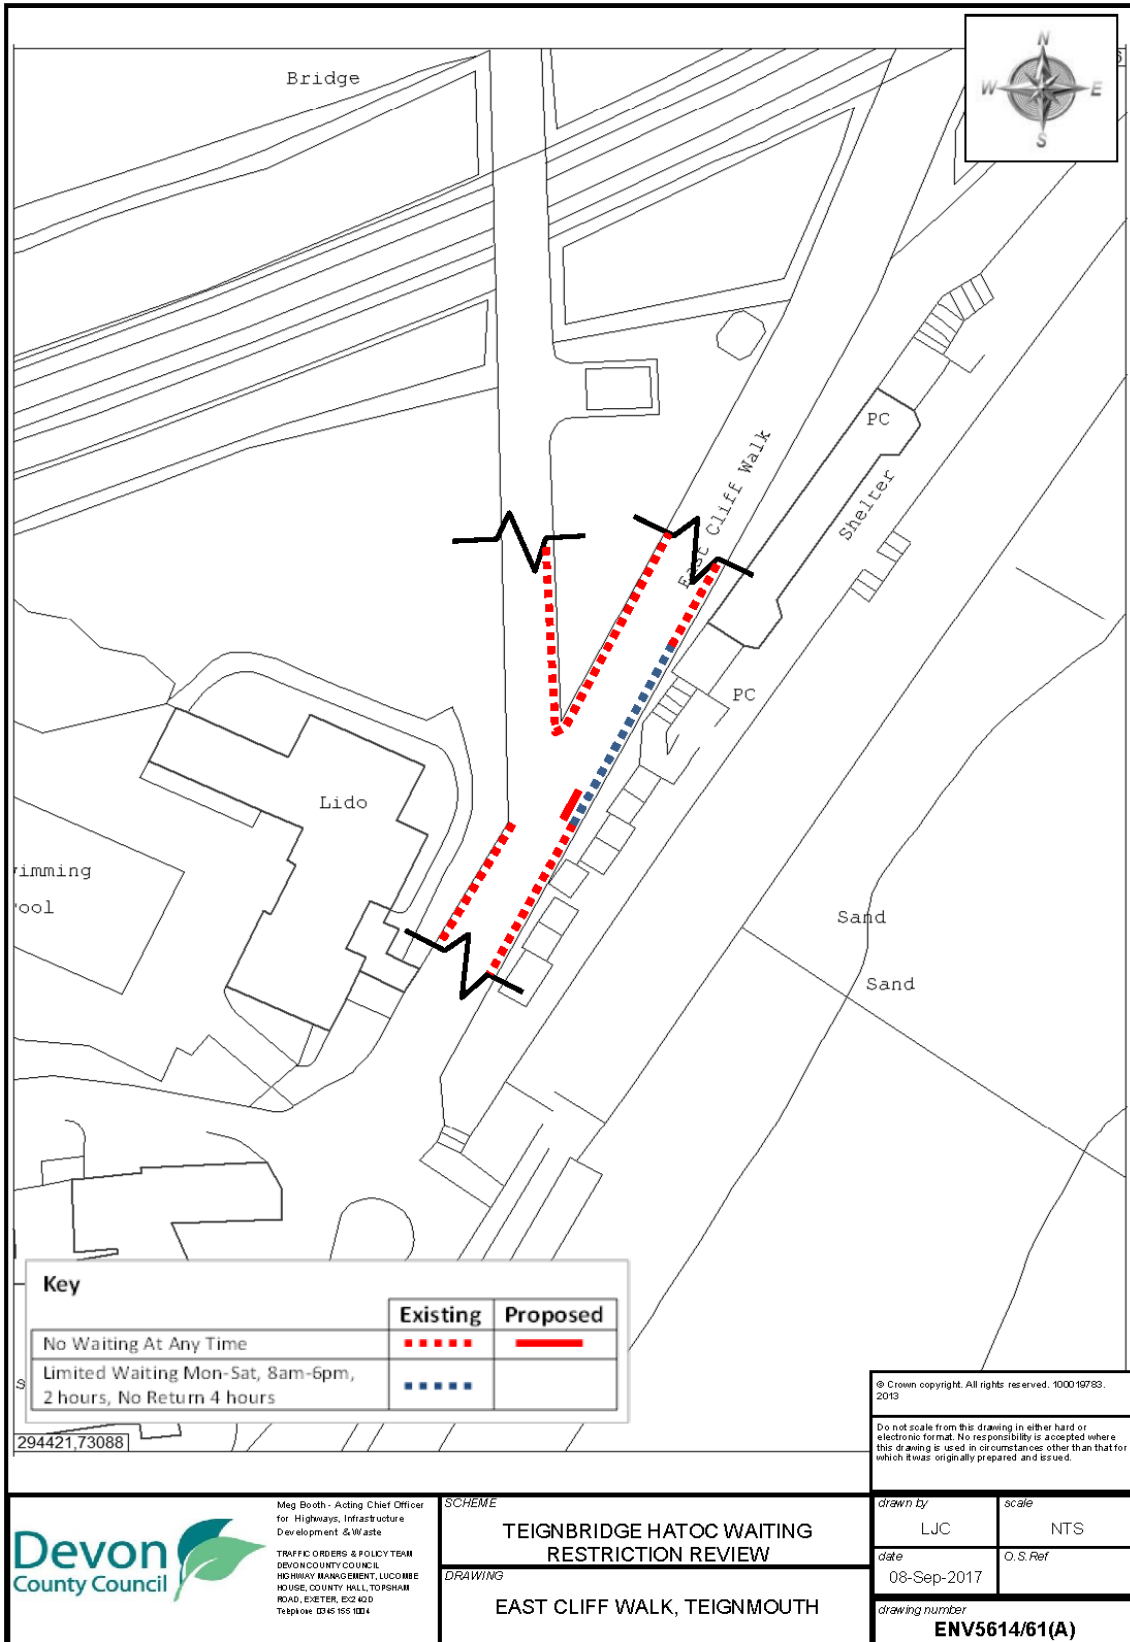 Bridge
N
W
E
S
PC
East Cliff Walk
Shelter
PC
Lido
Sand
Sand
Key
Existing
Proposed
No Waiting At Any Time
Limited Waiting Mon-Sat, 8am-6pm,
2 hours, No Return 4 hours
294421,73088
© Crown copyright. All rights reserved. 100019783.
2013
Do not scale from this drawing in either hard or
electronic format. No responsibility is accepted where
this drawing is used in circumstances other than that for
which it was originally prepared and issued.
Devon
County Council
Meg Booth - Acting Chief Officer
for Highways, Infrastructure
Development & Waste
TRAFFIC ORDERS & POLICY TEAM
DEVON COUNTY COUNCIL
HIGHWAY MANAGEMENT, LUCOMBE
HOUSE, COUNTY HALL, TOPSHAM
ROAD, EXETER, EX2 4QD
Telephone 0345 155 1004
SCHEME
TEIGNBRIDGE HATOC WAITING
RESTRICTION REVIEW
DRAWING
EAST CLIFF WALK, TEIGNMOUTH
drawn by
LJC
scale
NTS
date
08-Sep-2017
O.S.Ref
drawing number
ENV5614/61(A)